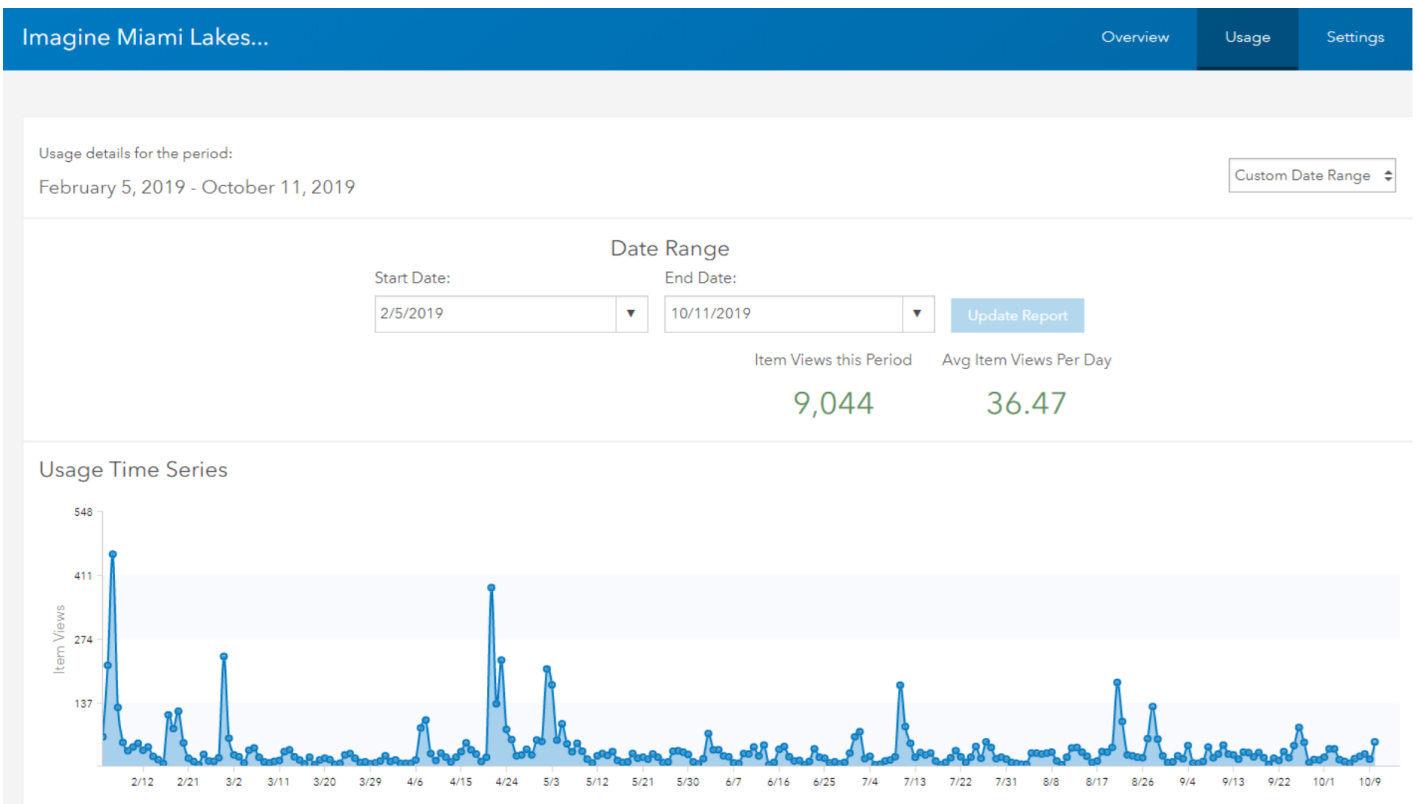 Imagine Miami Lakes...
Overview Usage Settings
Usage details for the period:
February 5, 2019 - October 11, 2019
Custom Date Range
Date Range
Start Date: End Date:
2/5/2019 10/11/2019 Update Report
Item Views this Period Avg Item Views Per Day
9,044 36.47
Usage Time Series
548
411
274
137
Item Views
2/12 2/21 3/2 3/11 3/20 3/29 4/6 4/15 4/24 5/3 5/12 5/21 5/30 6/7 6/16 6/25 7/4 7/13 7/22 7/31 8/8 8/17 8/26 9/4 9/13 9/22 10/1 10/9